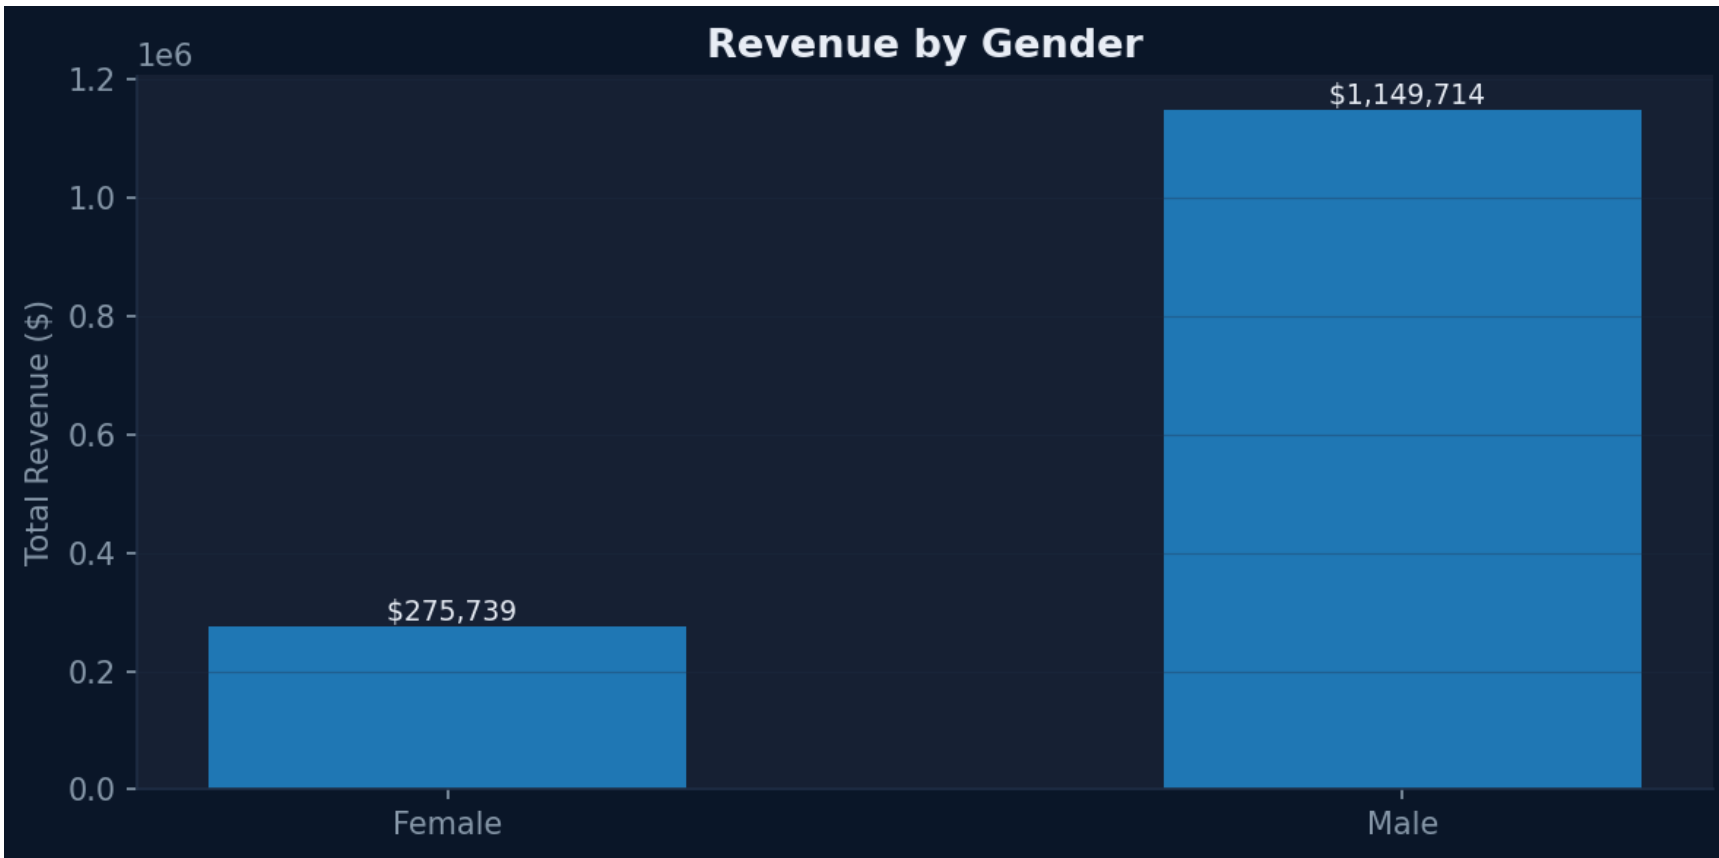 Revenue by Gender
1e6
1.2
1.0
0.8
0.6
0.4
0.2
0.0
Total Revenue ($)
$275,739
$1,149,714
Female
Male